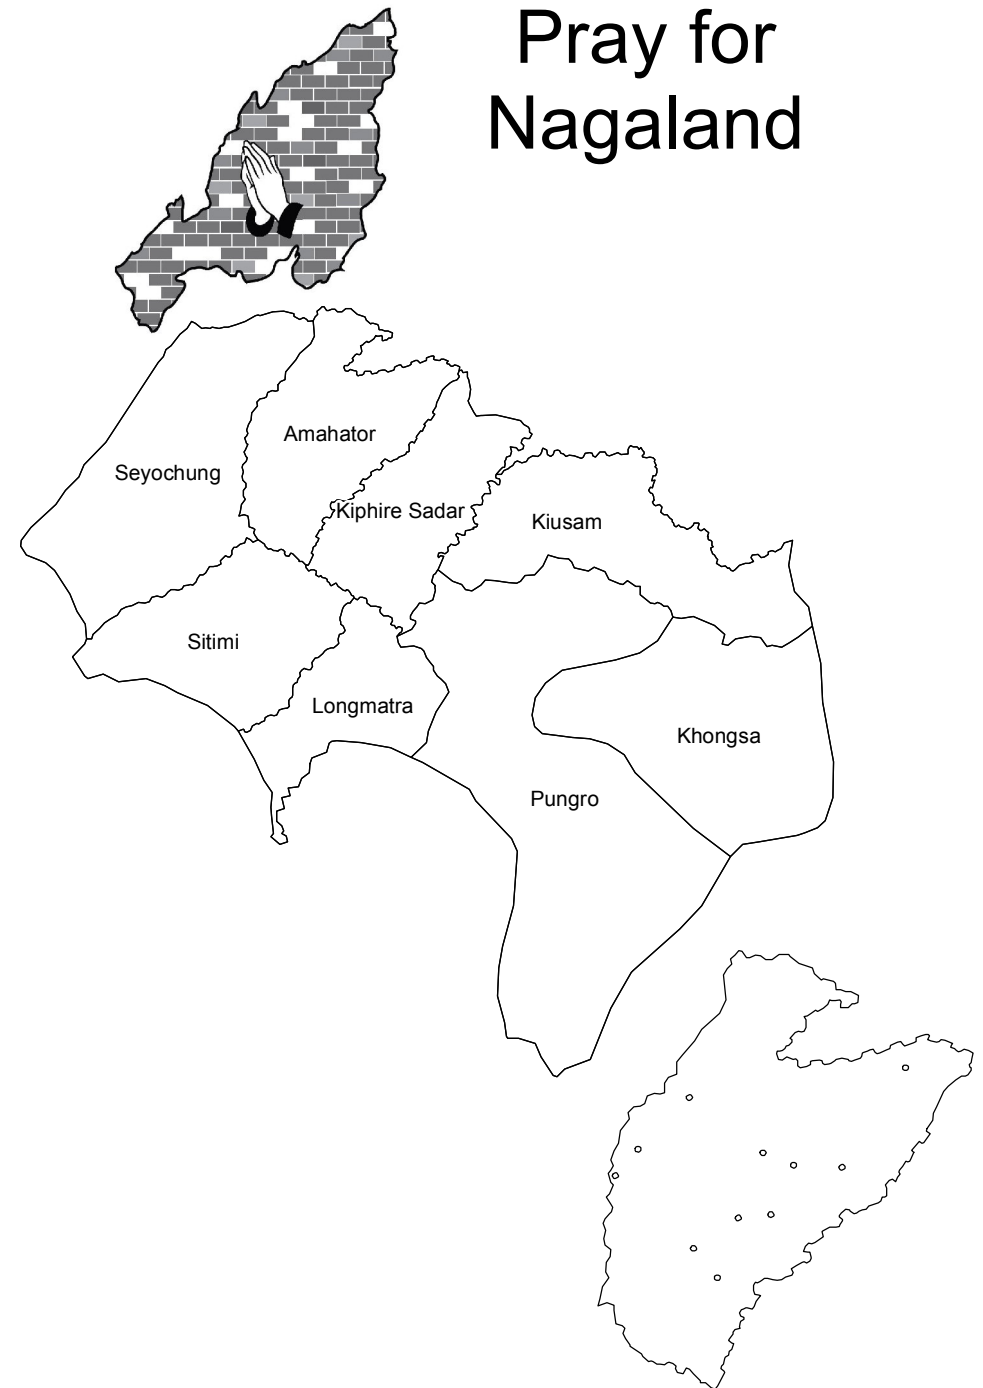 Pray for
Nagaland
Amahator
Seyochung
Kiphire Sadar
Kiusam
Sitimi
Longmatra
Khongsa
Pungro